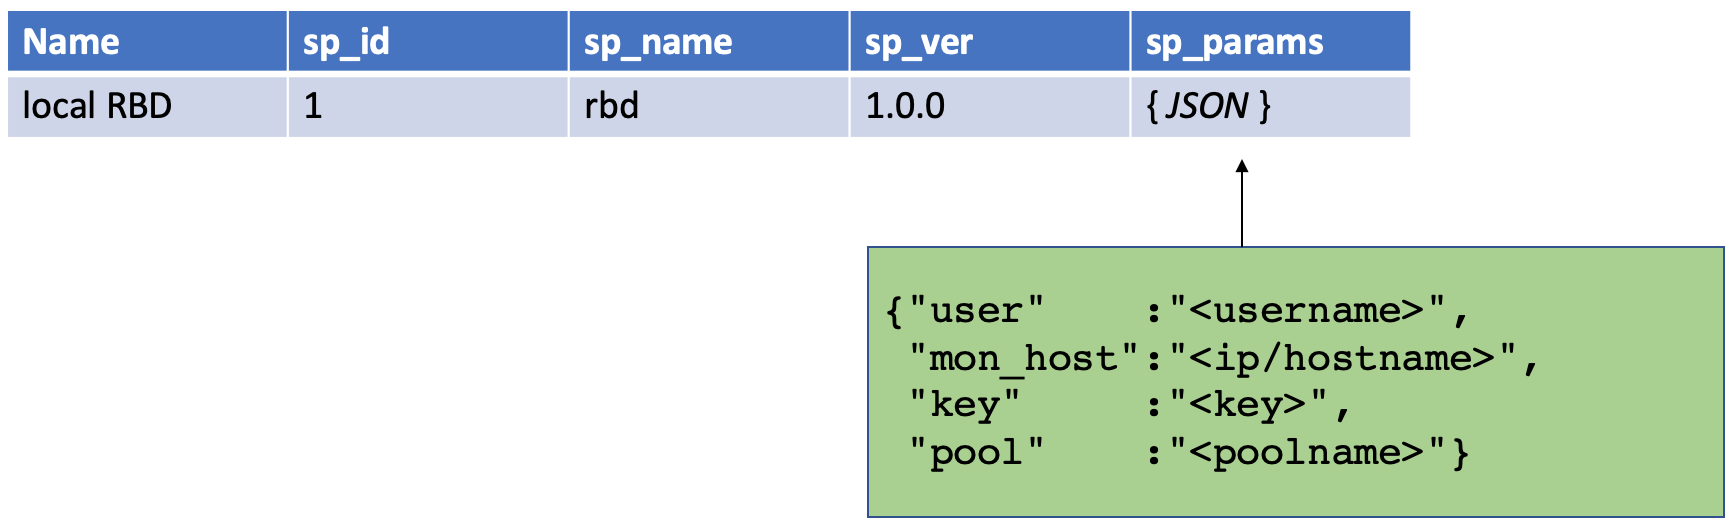 Name sp_id sp_name sp_ver sp_params
local RBD 1 rbd 1.0.0 { JSON }
{"user"    :"<username>",
"mon_host":"<ip/hostname>",
"key"     :"<key>",
"pool"    :"<poolname>"}